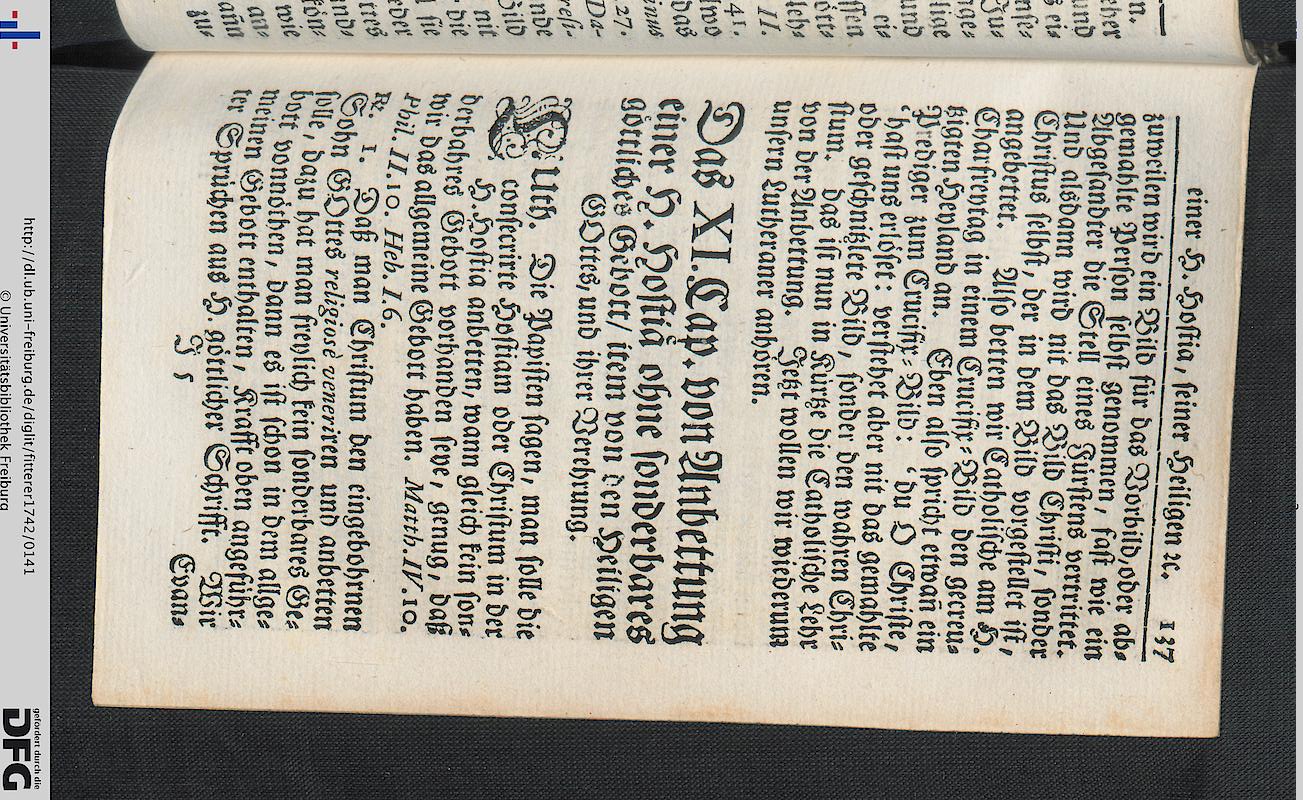 einer H. Hostia, seiner Heiligen ꝛc. 137
zuweilen wird ein Bild für das Vorbild, oder ab-
gemahlte Person selbst genommen, fast wie ein
Abgesandter die Stell eines Fürstens verrittet.
Und alsdann wird nit das Bild Christi, sonder
Christus selbst, der in dem Bild vorgestellet ist,
angebettet. Also betten wir Catholische am H.
Charfreytag in einem Crucifix-Bild den gecreu-
tzigten Heyland an. Eben also spricht etwañ ein
Prediger zum Crucifix-Bild: du O Christe,
hast uns erlöset: verstehet aber nit das gemahlte
oder geschnitzlete Bild, sonder den wahren Chri-
stum. das ist nun in Kürtze die Catholische Lehr
von der Anbettung. Jetzt wollen wir wiederum
unsern Lutheraner anhören.
Das XI. Cap. von Anbettung
einer H. Hostiä ohne sonderbares
göttliches Gebott/ item von den Heiligen
GOttes, und ihrer Verehrung.
Luth. Die Papisten sagen, man solle die
consecrirte Hostiam oder Christum in der
H. Hostia anbetten, wann gleich kein son-
derbahres Gebott vorhanden seye, genug, daß
wir das allgemeine Gebott haben. Matth. IV. 10.
Phil. II. 10. Heb. I. 6.
℟. 1. Daß man Christum den eingebohrnen
Sohn GOttes religiosè veneriren und anbetten
solle, dazu hat man freylich kein sonderbares Ge-
bott vonnöthen, dann es ist schon in dem allge-
meinen Gebott enthalten, Krafft oben angeführ-
ter Sprüchen aus H. göttlicher Schrifft. Wir
J 5 Evan-
http://dl.ub.uni-freiburg.de/diglit/fitterer1742/0141
© Universitätsbibliothek Freiburg
gefördert durch die
DFG